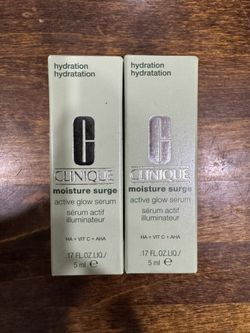 hydration
hydratation
C
CLINIQUE
moisture surge
active glow serum
sérum actif
illuminateur
HA + VIT C + AHA
.17 FL.OZ.LIQ./
5 ml e
hydration
hydratation
C
CLINIQUE
moisture surge
active glow serum
sérum actif
illuminateur
HA + VIT C + AHA
.17 FL.OZ.LIQ./
5 ml e